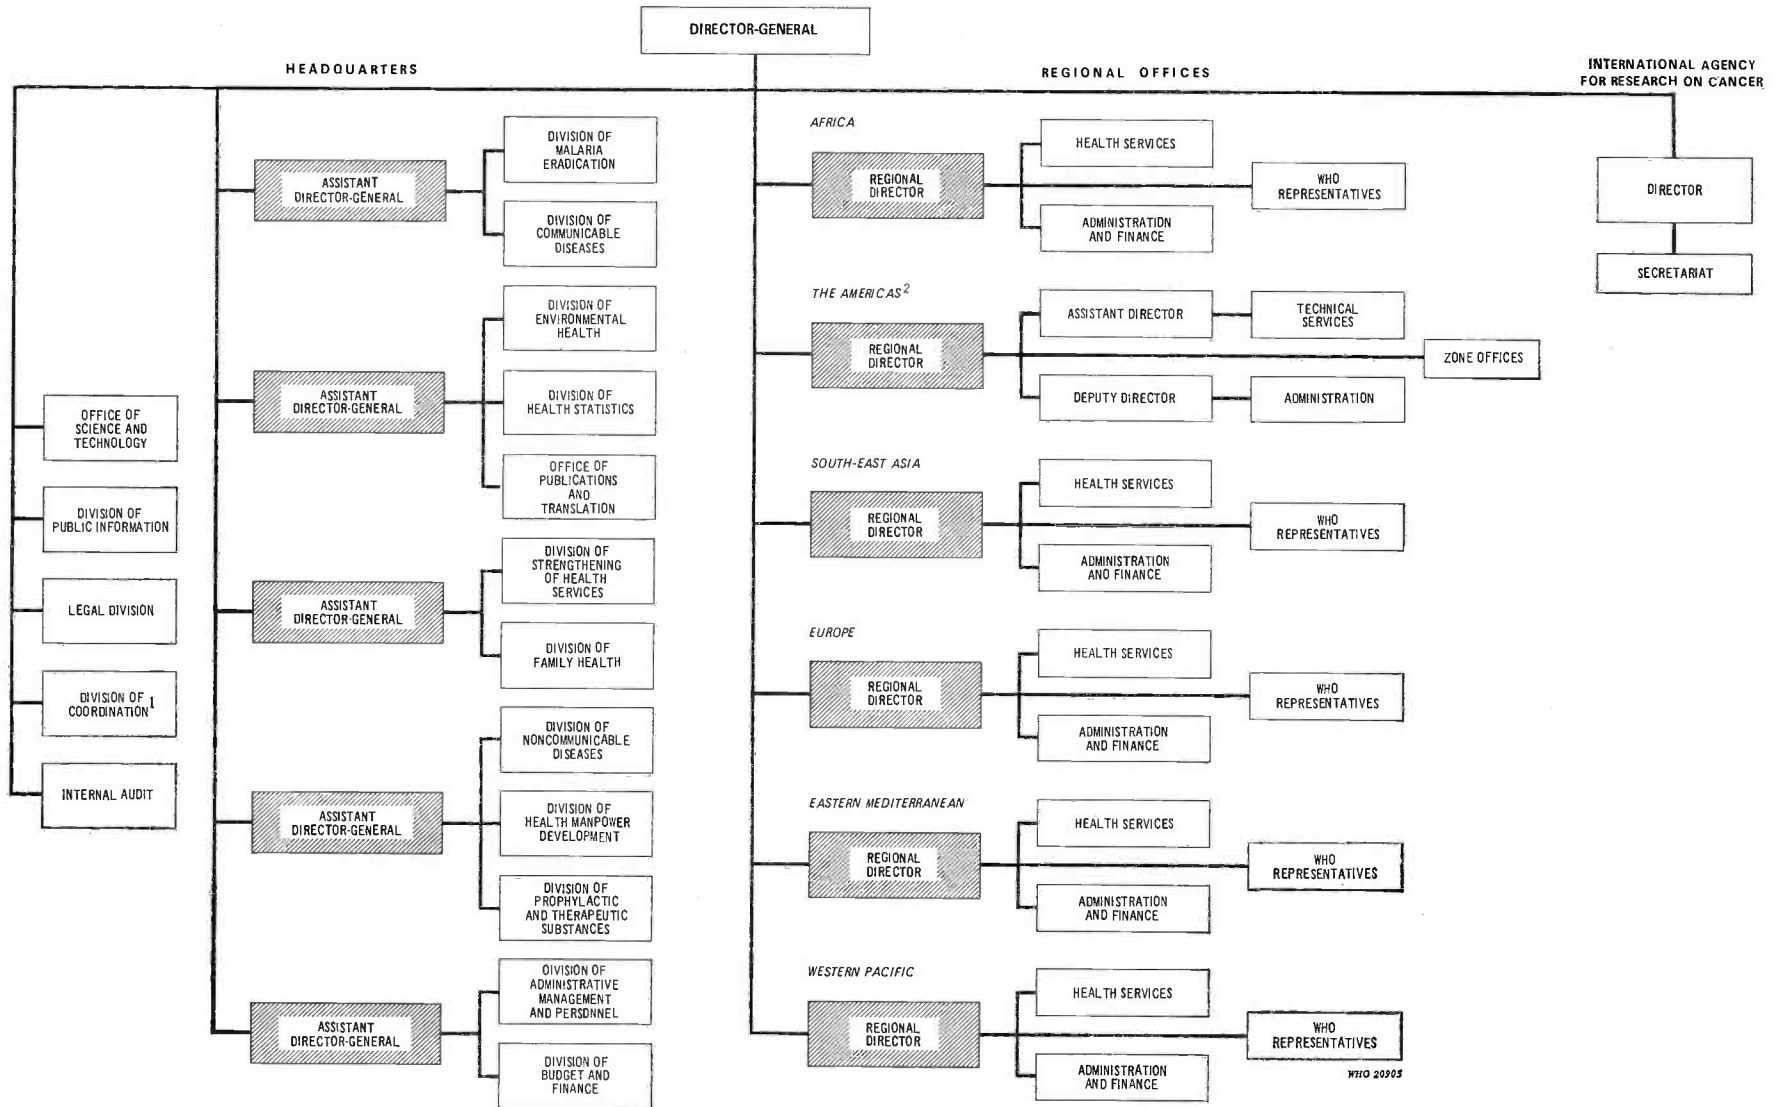 DIRECTOR-GENERAL
HEADQUARTERS
REGIONAL OFFICES
INTERNATIONAL AGENCY
FOR RESEARCH ON CANCER
OFFICE OF
SCIENCE AND
TECHNOLOGY
DIVISION OF
PUBLIC INFORMATION
LEGAL DIVISION
DIVISION OF
COORDINATION 1
INTERNAL AUDIT
ASSISTANT
DIRECTOR-GENERAL
DIVISION OF
MALARIA
ERADICATION
DIVISION OF
COMMUNICABLE
DISEASES
ASSISTANT
DIRECTOR-GENERAL
DIVISION OF
ENVIRONMENTAL
HEALTH
DIVISION OF
HEALTH STATISTICS
OFFICE OF
PUBLICATIONS
AND
TRANSLATION
ASSISTANT
DIRECTOR-GENERAL
DIVISION OF
STRENGTHENING
OF HEALTH
SERVICES
DIVISION OF
FAMILY HEALTH
ASSISTANT
DIRECTOR-GENERAL
DIVISION OF
NONCOMMUNICABLE
DISEASES
DIVISION OF
HEALTH MANPOWER
DEVELOPMENT
DIVISION OF
PROPHYLACTIC
AND THERAPEUTIC
SUBSTANCES
ASSISTANT
DIRECTOR-GENERAL
DIVISION OF
ADMINISTRATIVE
MANAGEMENT
AND PERSONNEL
DIVISION OF
BUDGET AND
FINANCE
AFRICA
REGIONAL
DIRECTOR
HEALTH SERVICES
WHO
REPRESENTATIVES
ADMINISTRATION
AND FINANCE
THE AMERICAS 2
REGIONAL
DIRECTOR
ASSISTANT DIRECTOR
TECHNICAL
SERVICES
ZONE OFFICES
DEPUTY DIRECTOR
ADMINISTRATION
SOUTH-EAST ASIA
REGIONAL
DIRECTOR
HEALTH SERVICES
WHO
REPRESENTATIVES
ADMINISTRATION
AND FINANCE
EUROPE
REGIONAL
DIRECTOR
HEALTH SERVICES
WHO
REPRESENTATIVES
ADMINISTRATION
AND FINANCE
EASTERN MEDITERRANEAN
REGIONAL
DIRECTOR
HEALTH SERVICES
WHO
REPRESENTATIVES
ADMINISTRATION
AND FINANCE
WESTERN PACIFIC
REGIONAL
DIRECTOR
HEALTH SERVICES
WHO
REPRESENTATIVES
ADMINISTRATION
AND FINANCE
WHO 20905
DIRECTOR
SECRETARIAT